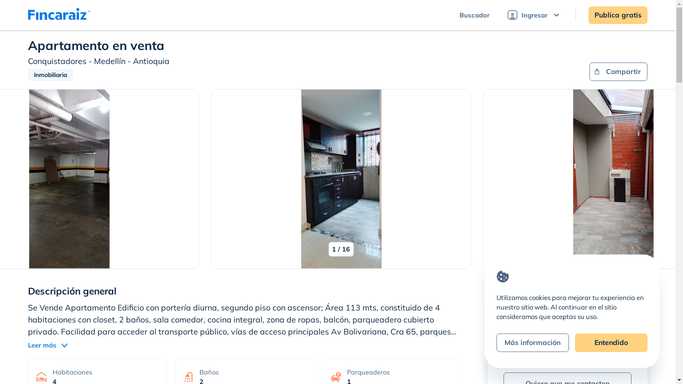 Fincaraiz
Buscador
Ingresar
Publica gratis
Apartamento en venta
Conquistadores - Medellín - Antioquia
Inmobiliaria
Compartir
1 / 16
Descripción general
Se Vende Apartamento Edificio con portería diurna, segundo piso con ascensor; Área 113 mts, constituido de 4
habitaciones con closet, 2 baños, sala comedor, cocina integral, zona de ropas, balcón, parqueadero cubierto
privado. Facilidad para acceder al transporte público, vías de acceso principales Av Bolivariana, Cra 65, parques...
Leer más
Habitaciones
4
Baños
2
Parqueaderos
1
Utilizamos cookies para mejorar tu experiencia en
nuestro sitio web. Al continuar en el sitio
consideramos que aceptas su uso.
Más información
Entendido
Quiero que me contacten